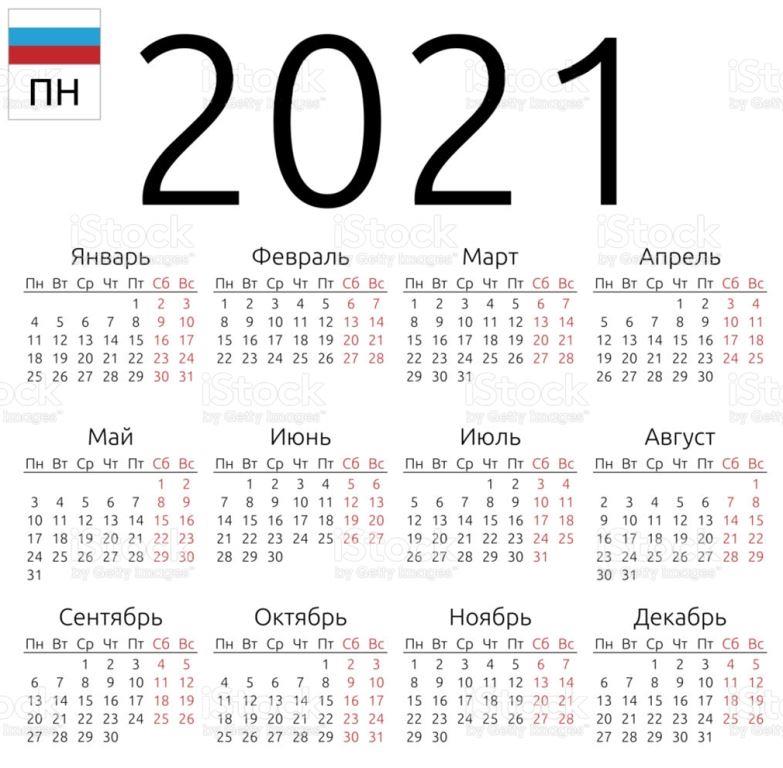 ПН
2021
Январь Февраль Март Апрель
Пн Вт Ср Чт Пт Сб Вс Пн Вт Ср Чт Пт Сб Вс Пн Вт Ср Чт Пт Сб Вс Пн Вт Ср Чт Пт Сб Вс
1 2 3 1 2 3 4 5 6 7 1 2 3 4 5 6 7 1 2 3 4
4 5 6 7 8 9 10 8 9 10 11 12 13 14 8 9 10 11 12 13 14 5 6 7 8 9 10 11
11 12 13 14 15 16 17 15 16 17 18 19 20 21 15 16 17 18 19 20 21 12 13 14 15 16 17 18
18 19 20 21 22 23 24 22 23 24 25 26 27 28 22 23 24 25 26 27 28 19 20 21 22 23 24 25
25 26 27 28 29 30 31 29 30 31 26 27 28 29 30
Май Июнь Июль Август
Пн Вт Ср Чт Пт Сб Вс Пн Вт Ср Чт Пт Сб Вс Пн Вт Ср Чт Пт Сб Вс Пн Вт Ср Чт Пт Сб Вс
1 2 1 2 3 4 5 6 1 2 3 4 1
3 4 5 6 7 8 9 7 8 9 10 11 12 13 5 6 7 8 9 10 11 2 3 4 5 6 7 8
10 11 12 13 14 15 16 14 15 16 17 18 19 20 12 13 14 15 16 17 18 9 10 11 12 13 14 15
17 18 19 20 21 22 23 21 22 23 24 25 26 27 19 20 21 22 23 24 25 16 17 18 19 20 21 22
24 25 26 27 28 29 30 28 29 30 26 27 28 29 30 31 23 24 25 26 27 28 29
31 30 31
Сентябрь Октябрь Ноябрь Декабрь
Пн Вт Ср Чт Пт Сб Вс Пн Вт Ср Чт Пт Сб Вс Пн Вт Ср Чт Пт Сб Вс Пн Вт Ср Чт Пт Сб Вс
1 2 3 4 5 1 2 3 1 2 3 4 5 6 7 1 2 3 4 5
6 7 8 9 10 11 12 4 5 6 7 8 9 10 8 9 10 11 12 13 14 6 7 8 9 10 11 12
13 14 15 16 17 18 19 11 12 13 14 15 16 17 15 16 17 18 19 20 21 13 14 15 16 17 18 19
20 21 22 23 24 25 26 18 19 20 21 22 23 24 22 23 24 25 26 27 28 20 21 22 23 24 25 26
27 28 29 30 25 26 27 28 29 30 31 29 30 27 28 29 30 31
iStock
by Getty Images™